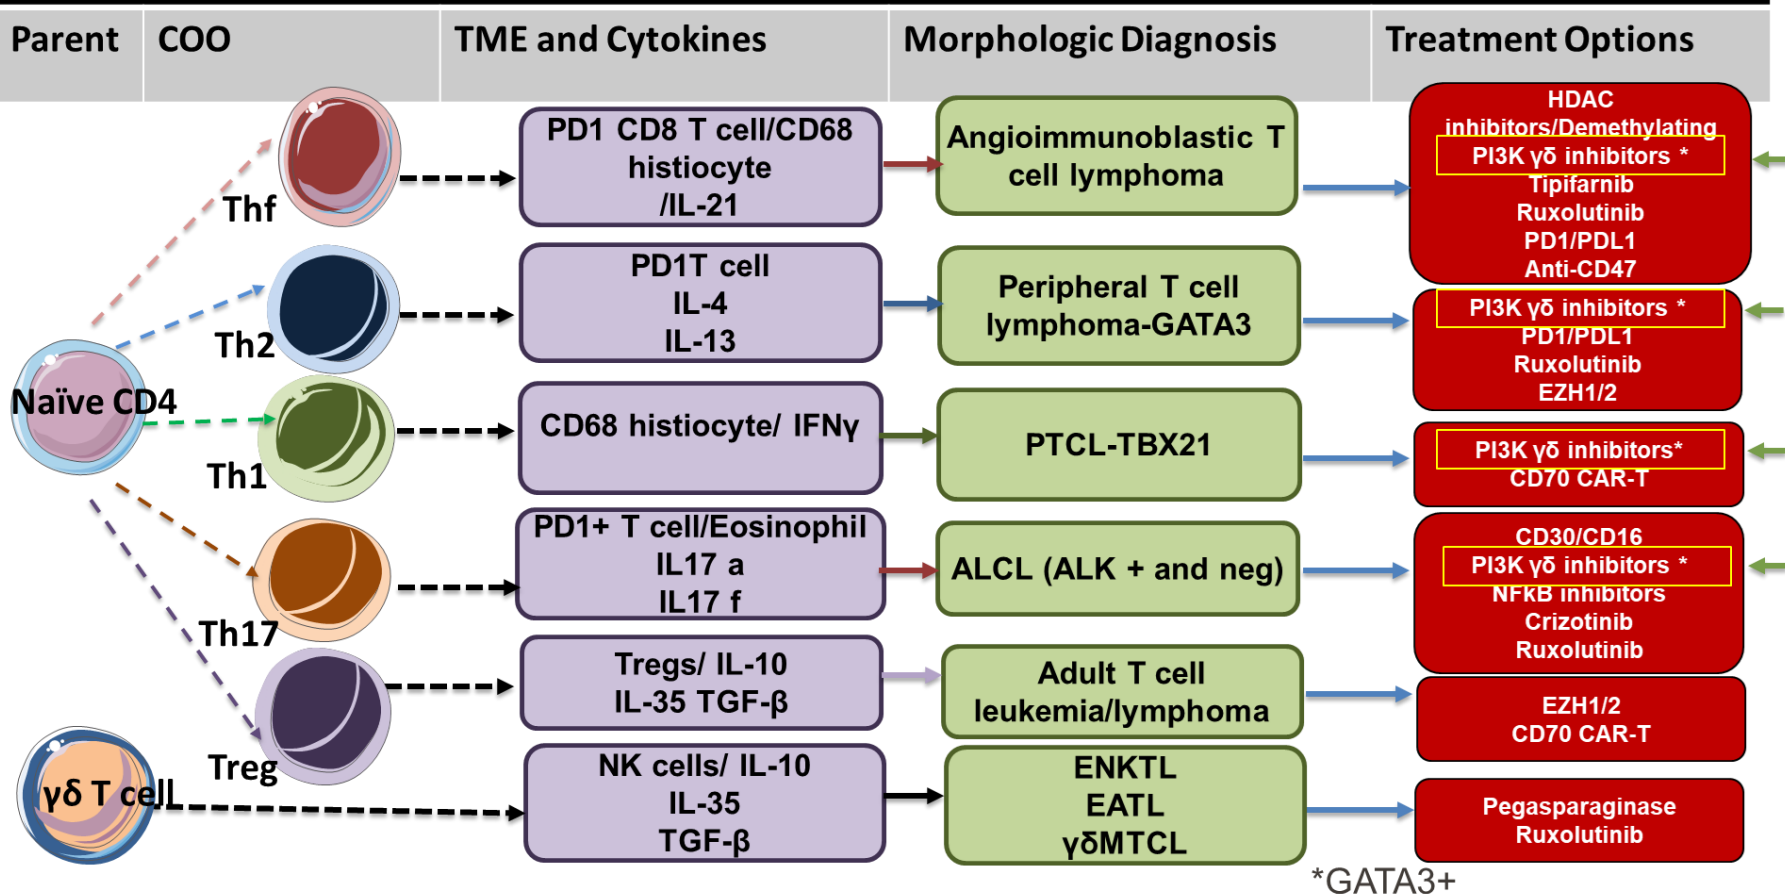 Parent COO TME and Cytokines Morphologic Diagnosis Treatment Options
Thf
PD1 CD8 T cell/CD68
histiocyte
/IL-21
Angioimmunoblastic T
cell lymphoma
HDAC
inhibitors/Demethylating
PI3K γδ inhibitors *
Tipifarnib
Ruxolutinib
PD1/PDL1
Anti-CD47
Th2
PD1T cell
IL-4
IL-13
Peripheral T cell
lymphoma-GATA3
PI3K γδ inhibitors *
PD1/PDL1
Ruxolutinib
EZH1/2
Naïve CD4
Th1
CD68 histiocyte/ IFNγ
PTCL-TBX21
PI3K γδ inhibitors*
CD70 CAR-T
Th17
PD1+ T cell/Eosinophil
IL17 a
IL17 f
ALCL (ALK + and neg)
CD30/CD16
PI3K γδ inhibitors *
NFkB inhibitors
Crizotinib
Ruxolutinib
Treg
Tregs/ IL-10
IL-35 TGF-β
Adult T cell
leukemia/lymphoma
EZH1/2
CD70 CAR-T
γδ T cell
NK cells/ IL-10
IL-35
TGF-β
ENKTL
EATL
γδMTCL
Pegasparaginase
Ruxolutinib
*GATA3+